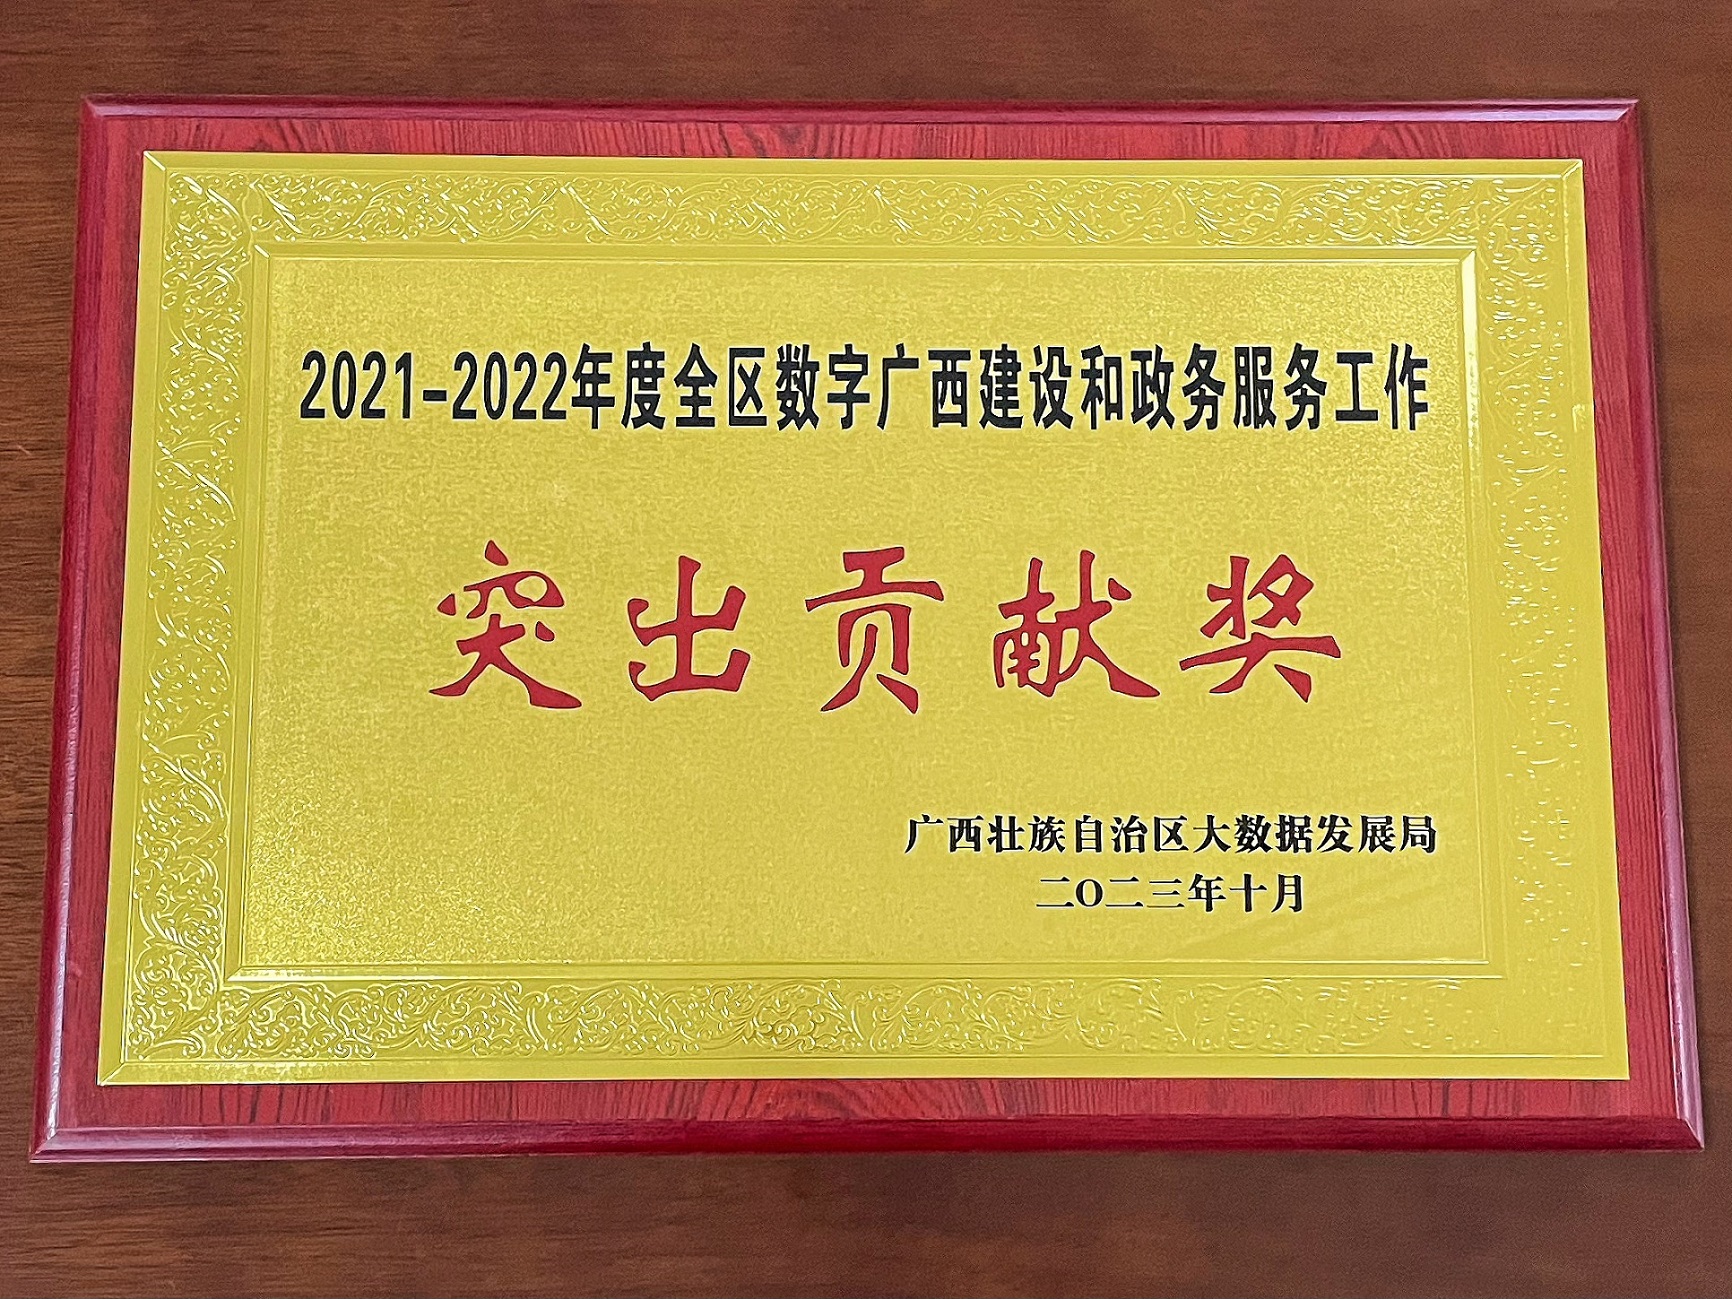 2021-2022年度全区数字广西建设和政务服务工作
突出贡献奖
广西壮族自治区大数据发展局
二〇二三年十月